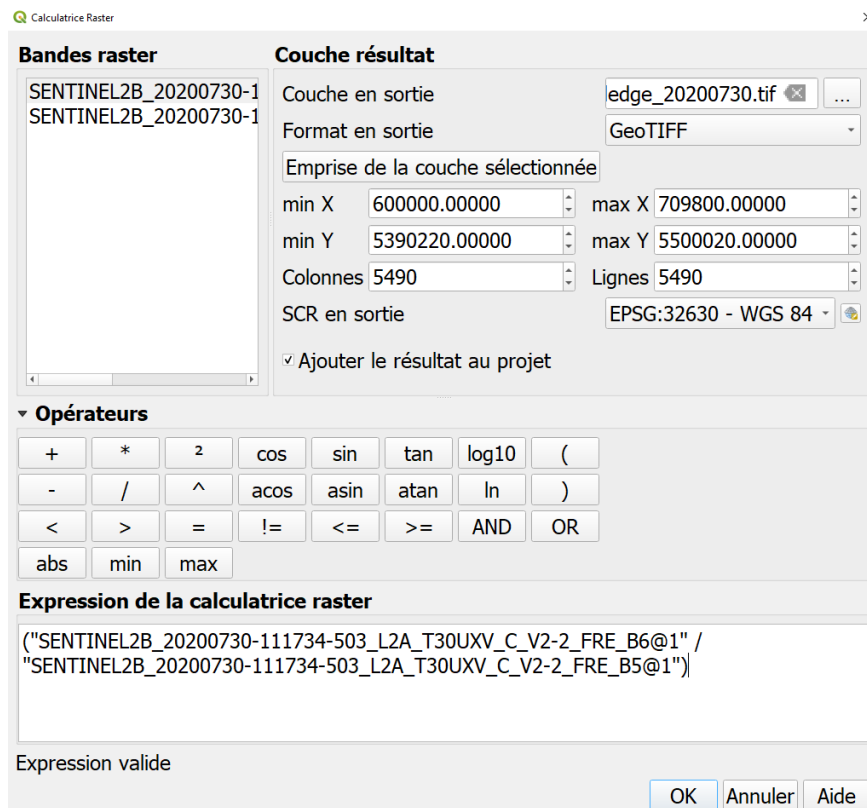 Calculatrice Raster
Bandes raster
SENTINEL2B_20200730-1
SENTINEL2B_20200730-1
Couche résultat
Couche en sortie
edge_20200730.tif
...
Format en sortie
GeoTIFF
Emprise de la couche sélectionnée
min X 600000.00000 max X 709800.00000
min Y 5390220.00000 max Y 5500020.00000
Colonnes 5490 Lignes 5490
SCR en sortie EPSG:32630 - WGS 84
Ajouter le résultat au projet
Opérateurs
+ * ² cos sin tan log10 (
- / ^ acos asin atan ln )
< > = != <= >= AND OR
abs min max
Expression de la calculatrice raster
("SENTINEL2B_20200730-111734-503_L2A_T30UXV_C_V2-2_FRE_B6@1" /
"SENTINEL2B_20200730-111734-503_L2A_T30UXV_C_V2-2_FRE_B5@1")
Expression valide
OK Annuler Aide